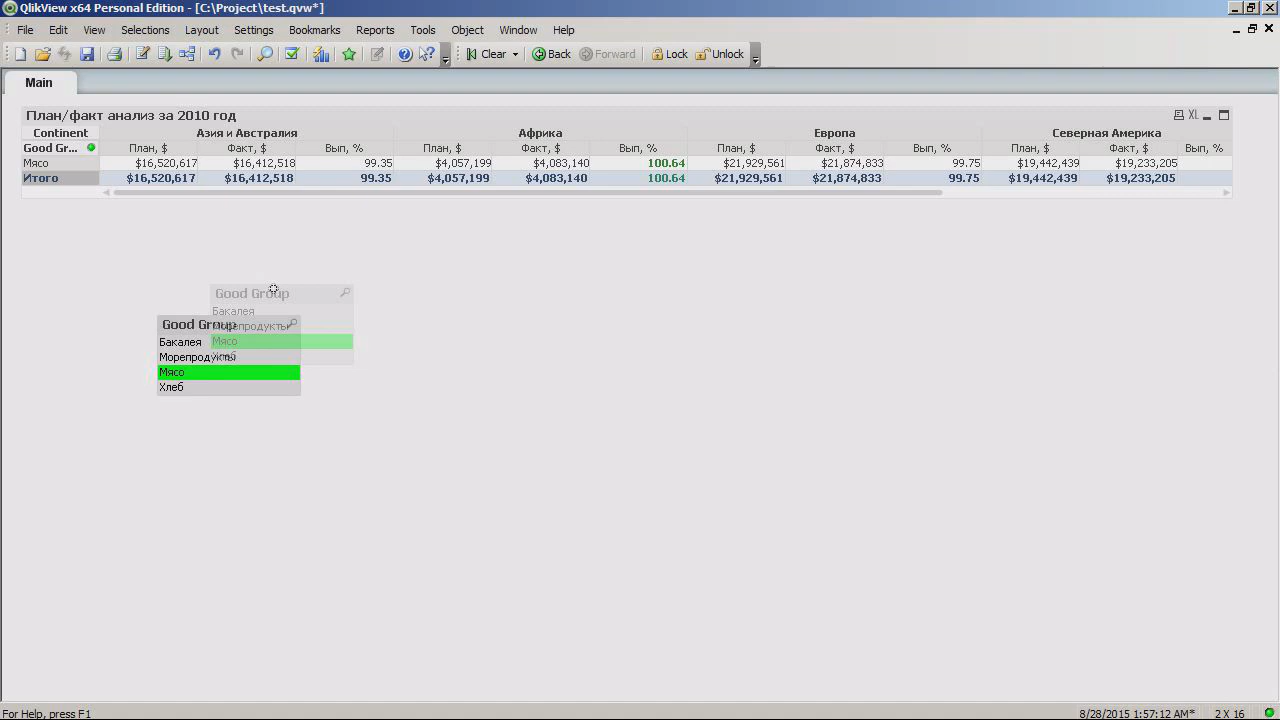 QlikView x64 Personal Edition - [C:\Project\test.qvw*]
File Edit View Selections Layout Settings Bookmarks Reports Tools Object Window Help
Clear Back Forward Lock Unlock
Main
План/факт анализ за 2010 год XL
Continent Азия и Австралия Африка Европа Северная Америка
Good Gr... План, $ Факт, $ Вып, % План, $ Факт, $ Вып, % План, $ Факт, $ Вып, % План, $ Факт, $ Вып, %
Мясо $16,520,617 $16,412,518 99.35 $4,057,199 $4,083,140 100.64 $21,929,561 $21,874,833 99.75 $19,442,439 $19,233,205
Итого $16,520,617 $16,412,518 99.35 $4,057,199 $4,083,140 100.64 $21,929,561 $21,874,833 99.75 $19,442,439 $19,233,205
Good Group
Бакалея
Морепродукты
Мясо
Хлеб
Good Group
Бакалея
Морепродукты
Мясо
Хлеб
For Help, press F1 8/28/2015 1:57:12 AM* 2 X 16